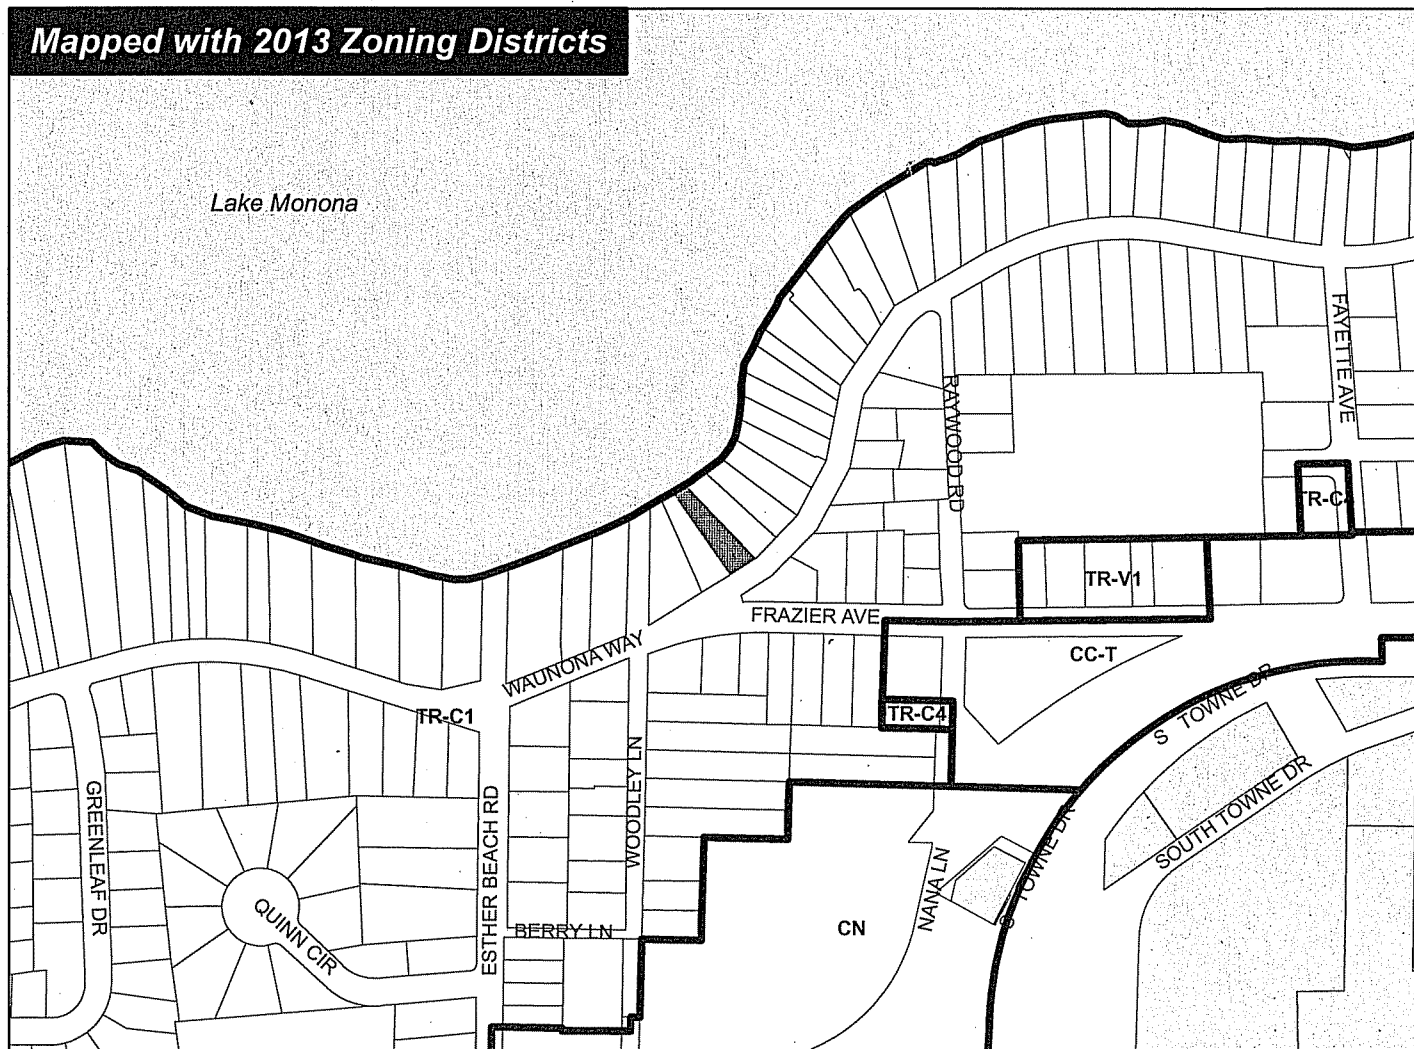 Mapped with 2013 Zoning Districts
Lake Monona
FAYETTE AVE
RAYWOOD RD
TR-C4
TR-V1
FRAZIER AVE
WAUNONA WAY
CC-T
S TOWNE DR
TR-C1
TR-C4
WOODLEY LN
GREENLEAF DR
ESTHER BEACH RD
SOUTH TOWNE DR
S TOWNE DR
NANA LN
QUINN CIR
BERRY LN
CN